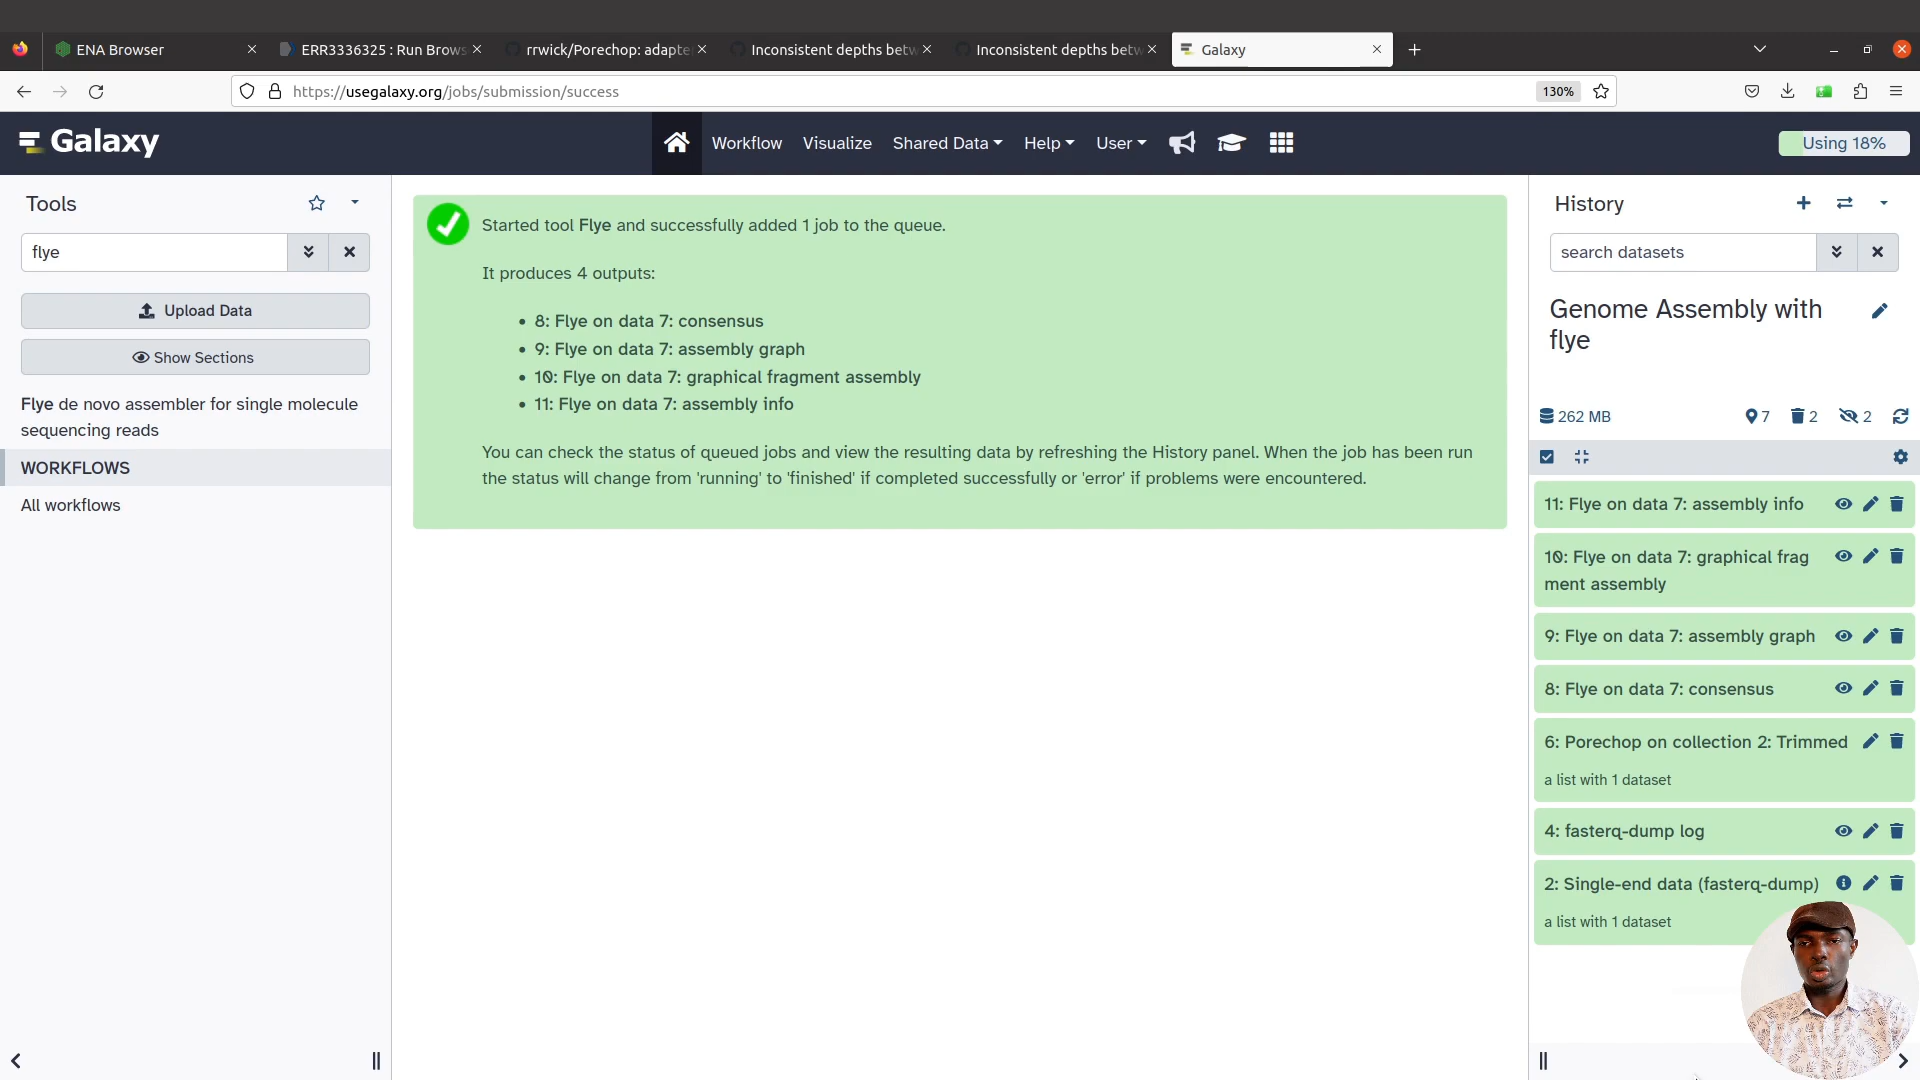 ENA Browser
ERR3336325 : Run Brows
rrwick/Porechop: adapte
Inconsistent depths betw
Inconsistent depths betw
Galaxy
https://usegalaxy.org/jobs/submission/success
130%
Galaxy
Workflow
Visualize
Shared Data
Help
User
Using 18%
Tools
flye
Upload Data
Show Sections
Flye de novo assembler for single molecule
sequencing reads
WORKFLOWS
All workflows
Started tool Flye and successfully added 1 job to the queue.
It produces 4 outputs:
• 8: Flye on data 7: consensus
• 9: Flye on data 7: assembly graph
• 10: Flye on data 7: graphical fragment assembly
• 11: Flye on data 7: assembly info
You can check the status of queued jobs and view the resulting data by refreshing the History panel. When the job has been run
the status will change from 'running' to 'finished' if completed successfully or 'error' if problems were encountered.
History
search datasets
Genome Assembly with
flye
262 MB
7
2
2
11: Flye on data 7: assembly info
10: Flye on data 7: graphical frag
ment assembly
9: Flye on data 7: assembly graph
8: Flye on data 7: consensus
6: Porechop on collection 2: Trimmed
a list with 1 dataset
4: fasterq-dump log
2: Single-end data (fasterq-dump)
a list with 1 dataset